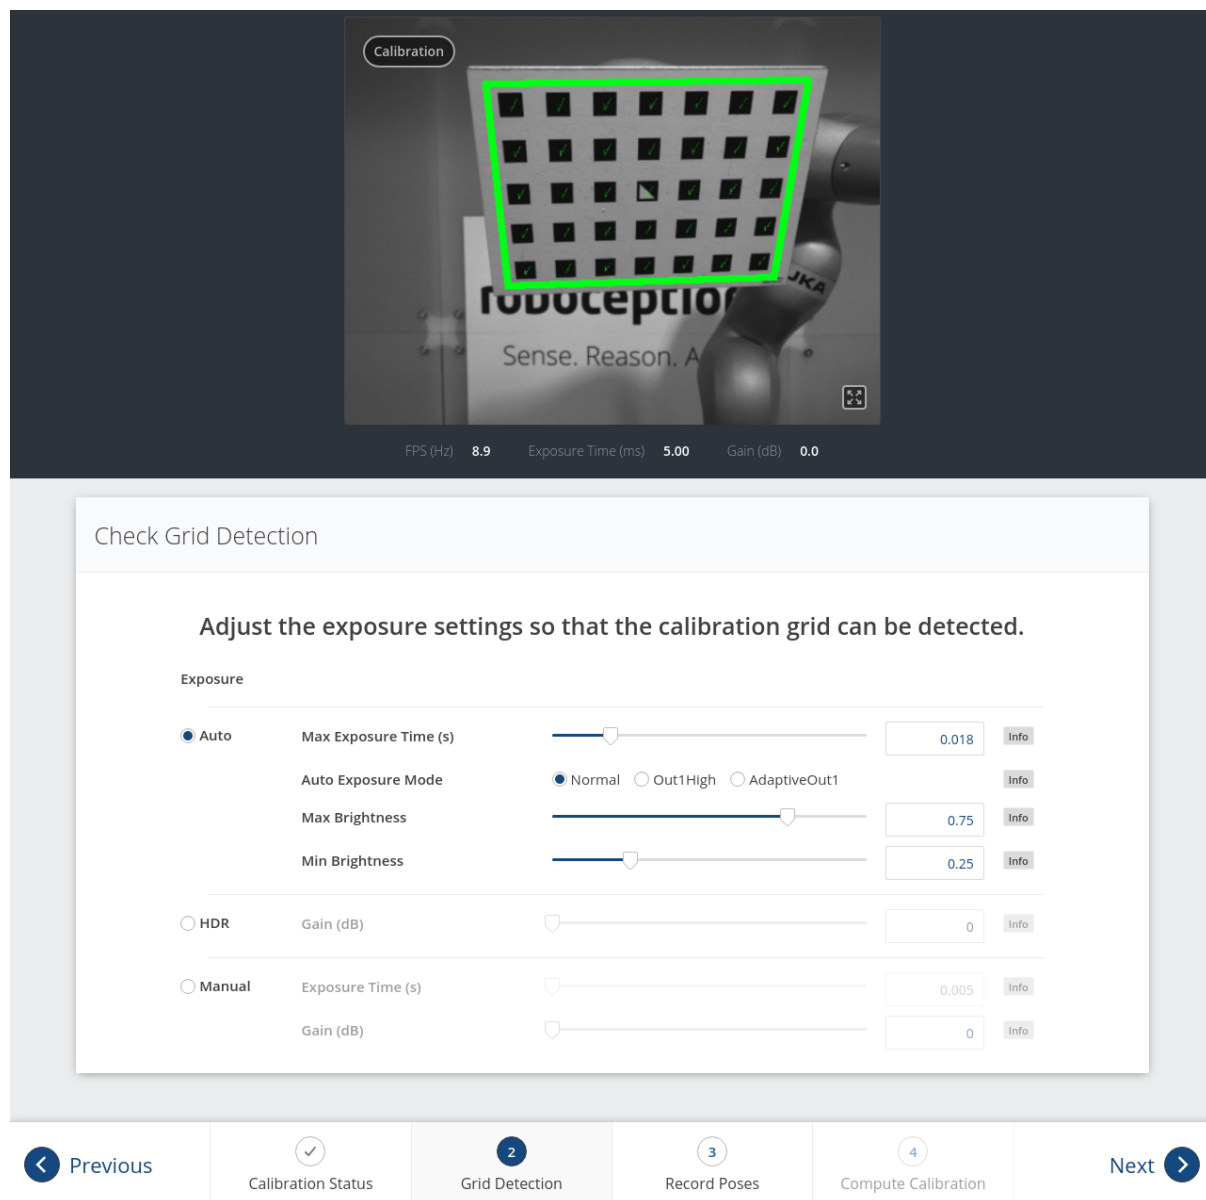 Calibration
roboception
Sense. Reason. A
UKA
FPS (Hz) 8.9 Exposure Time (ms) 5.00 Gain (dB) 0.0
Check Grid Detection
Adjust the exposure settings so that the calibration grid can be detected.
Exposure
Auto Max Exposure Time (s) 0.018 Info
Auto Exposure Mode Normal Out1High AdaptiveOut1 Info
Max Brightness 0.75 Info
Min Brightness 0.25 Info
HDR Gain (dB) 0 Info
Manual Exposure Time (s) 0.005 Info
Gain (dB) 0 Info
Previous
Calibration Status
2
Grid Detection
3
Record Poses
4
Compute Calibration
Next